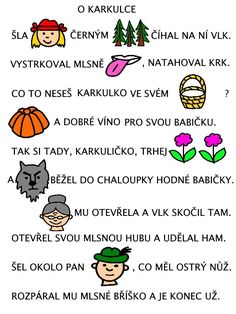 O KARKULCE
ŠLA ČERNÝM ČÍHAL NA NÍ VLK.
VYSTRKOVAL MLSNĚ , NATAHOVAL KRK.
CO TO NESEŠ KARKULKO VE SVÉM ?
A DOBRÉ VÍNO PRO SVOU BABIČKU.
TAK SI TADY, KARKULIČKO, TRHEJ
A BĚŽEL DO CHALOUPKY HODNÉ BABIČKY.
MU OTEVŘELA A VLK SKOČIL TAM.
OTEVŘEL SVOU MLSNOU HUBU A UDĚLAL HAM.
ŠEL OKOLO PAN , CO MĚL OSTRÝ NŮŽ.
ROZPÁRAL MU MLSNÉ BŘÍŠKO A JE KONEC UŽ.